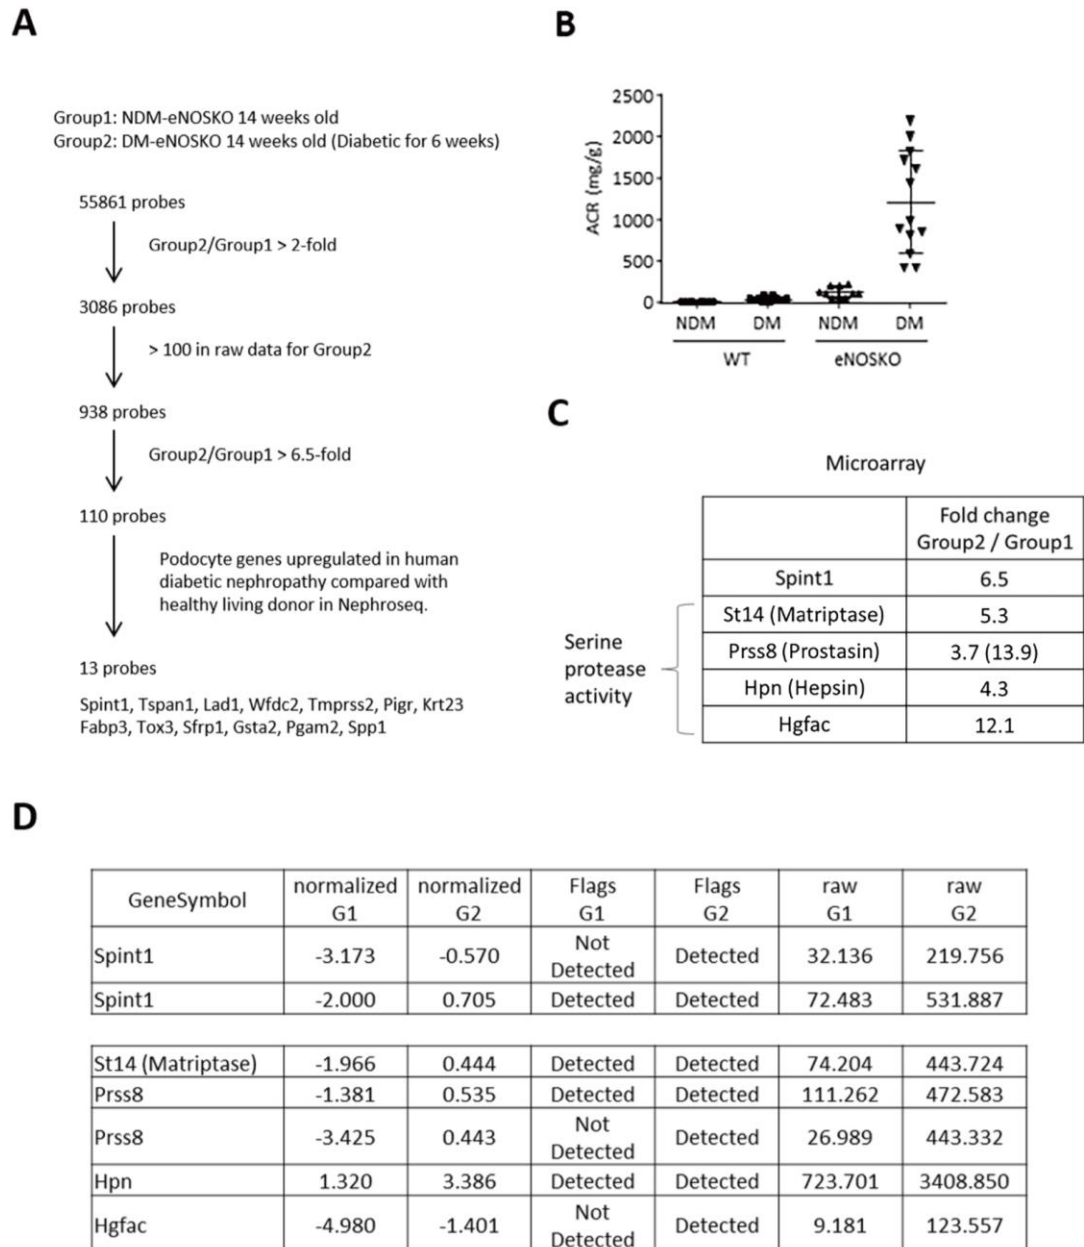 A
Group1: NDM-eNOSKO 14 weeks old
Group2: DM-eNOSKO 14 weeks old (Diabetic for 6 weeks)
55861 probes
Group2/Group1 > 2-fold
3086 probes
> 100 in raw data for Group2
938 probes
Group2/Group1 > 6.5-fold
110 probes
Podocyte genes upregulated in human
diabetic nephropathy compared with
healthy living donor in Nephroseq.
13 probes
Spint1, Tspan1, Lad1, Wfdc2, Tmprss2, Pigr, Krt23
Fabp3, Tox3, Sfrp1, Gsta2, Pgam2, Spp1
B
ACR (mg/g)
2500
2000
1500
1000
500
0
NDM DM NDM DM
WT eNOSKO
C
Microarray
Fold change
Group2 / Group1
Spint1 6.5
St14 (Matriptase) 5.3
Prss8 (Prostasin) 3.7 (13.9)
Hpn (Hepsin) 4.3
Hgfac 12.1
Serine
protease
activity
D
GeneSymbol normalized G1 normalized G2 Flags G1 Flags G2 raw G1 raw G2
Spint1 -3.173 -0.570 Not Detected Detected 32.136 219.756
Spint1 -2.000 0.705 Detected Detected 72.483 531.887
St14 (Matriptase) -1.966 0.444 Detected Detected 74.204 443.724
Prss8 -1.381 0.535 Detected Detected 111.262 472.583
Prss8 -3.425 0.443 Not Detected Detected 26.989 443.332
Hpn 1.320 3.386 Detected Detected 723.701 3408.850
Hgfac -4.980 -1.401 Not Detected Detected 9.181 123.557